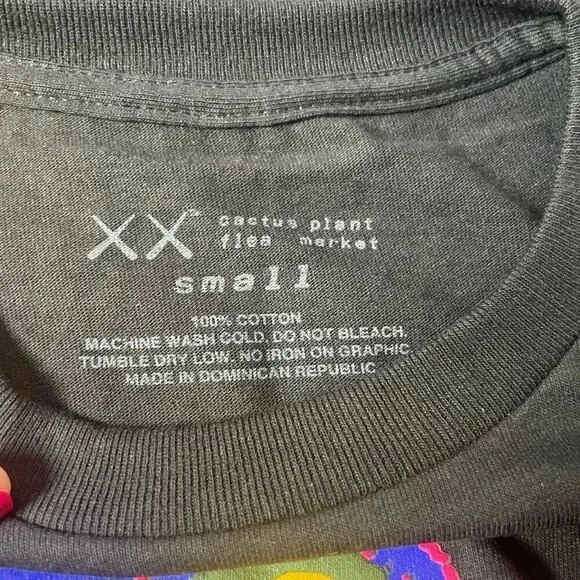 XX™ cactus plant
flea market
small
100% COTTON
MACHINE WASH COLD. DO NOT BLEACH.
TUMBLE DRY LOW. NO IRON ON GRAPHIC
MADE IN DOMINICAN REPUBLIC